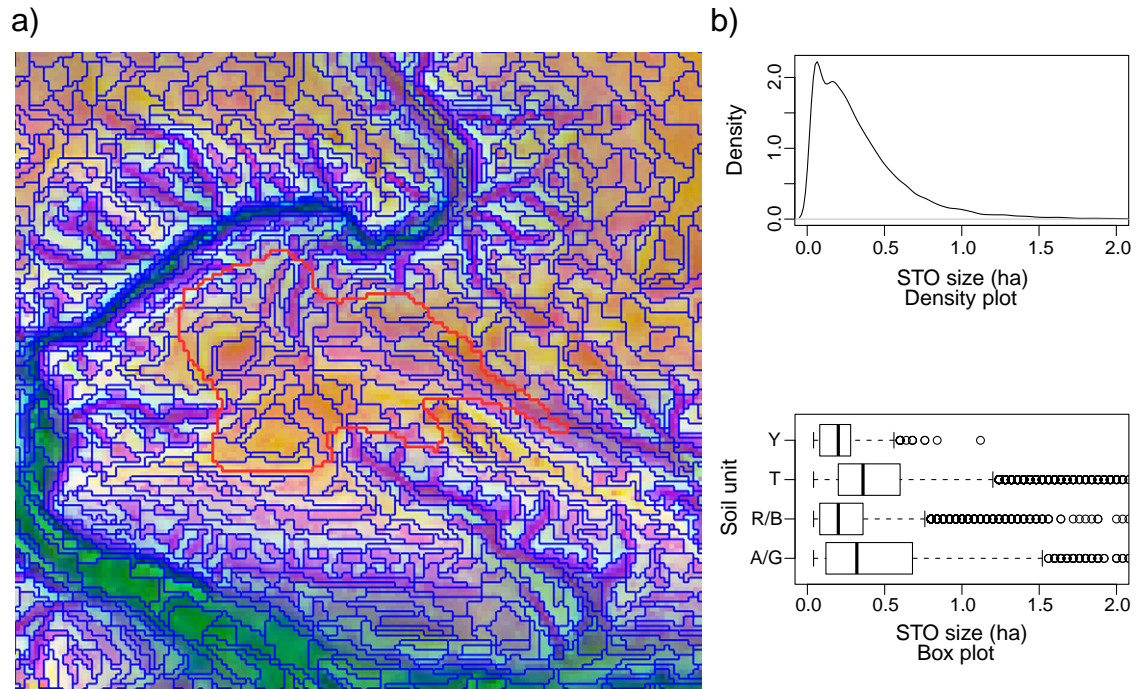 a)
b)
Density
0.0 1.0 2.0
0.0 0.5 1.0 1.5 2.0
STO size (ha)
Density plot
Soil unit
Y
T
R/B
A/G
0.0 0.5 1.0 1.5 2.0
STO size (ha)
Box plot